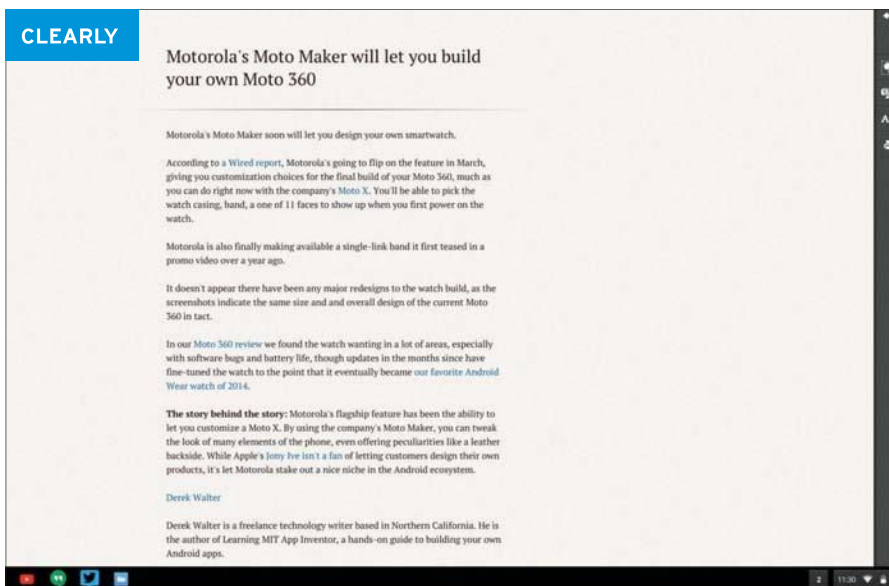 CLEARLY
Motorola's Moto Maker will let you build
your own Moto 360
Motorola's Moto Maker soon will let you design your own smartwatch.
According to a Wired report, Motorola's going to flip on the feature in March,
giving you customization choices for the final build of your Moto 360, much as
you can do right now with the company's Moto X. You'll be able to pick the
watch casing, band, a one of 11 faces to show up when you first power on the
watch.
Motorola is also finally making available a single-link band it first teased in a
promo video over a year ago.
It doesn't appear there have been any major redesigns to the watch build, as the
screenshots indicate the same size and and overall design of the current Moto
360 in tact.
In our Moto 360 review we found the watch wanting in a lot of areas, especially
with software bugs and battery life, though updates in the months since have
fine-tuned the watch to the point that it eventually became our favorite Android
Wear watch of 2014.
The story behind the story: Motorola's flagship feature has been the ability to
let you customize a Moto X. By using the company's Moto Maker, you can tweak
the look of many elements of the phone, even offering peculiarities like a leather
backside. While Apple's Jony Ive isn't a fan of letting customers design their own
products, it's let Motorola stake out a nice niche in the Android ecosystem.
Derek Walter
Derek Walter is a freelance technology writer based in Northern California. He is
the author of Learning MIT App Inventor, a hands-on guide to building your own
Android apps.
2 11:30